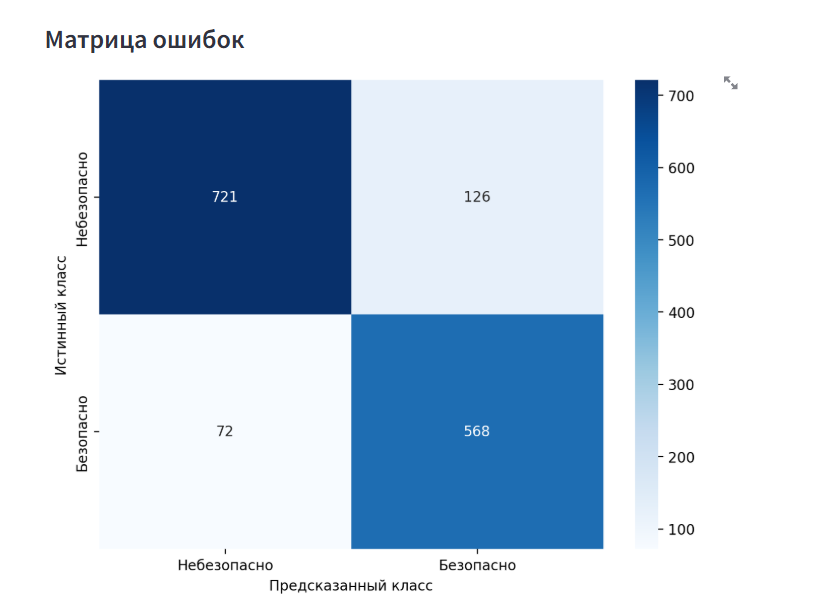 Матрица ошибок
Истинный класс
Небезопасно
721
126
Безопасно
72
568
Небезопасно
Безопасно
Предсказанный класс
700
600
500
400
300
200
100